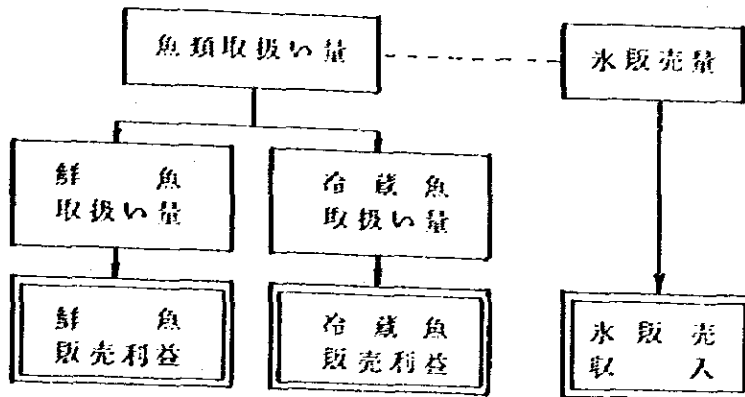 魚類取扱い量
氷販売量
鮮魚
取扱い量
冷蔵魚
取扱い量
鮮魚
販売利益
冷蔵魚
販売利益
氷販売
収入